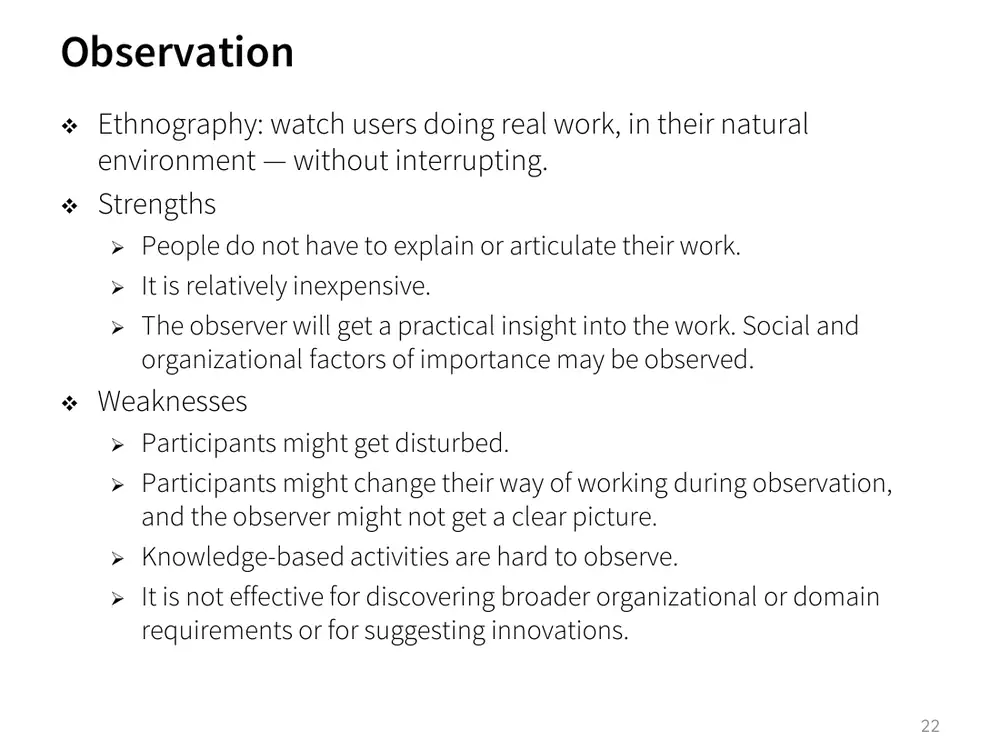 Observation
❖ Ethnography: watch users doing real work, in their natural
environment — without interrupting.
❖ Strengths
➢ People do not have to explain or articulate their work.
➢ It is relatively inexpensive.
➢ The observer will get a practical insight into the work. Social and
organizational factors of importance may be observed.
❖ Weaknesses
➢ Participants might get disturbed.
➢ Participants might change their way of working during observation,
and the observer might not get a clear picture.
➢ Knowledge-based activities are hard to observe.
➢ It is not effective for discovering broader organizational or domain
requirements or for suggesting innovations.
22